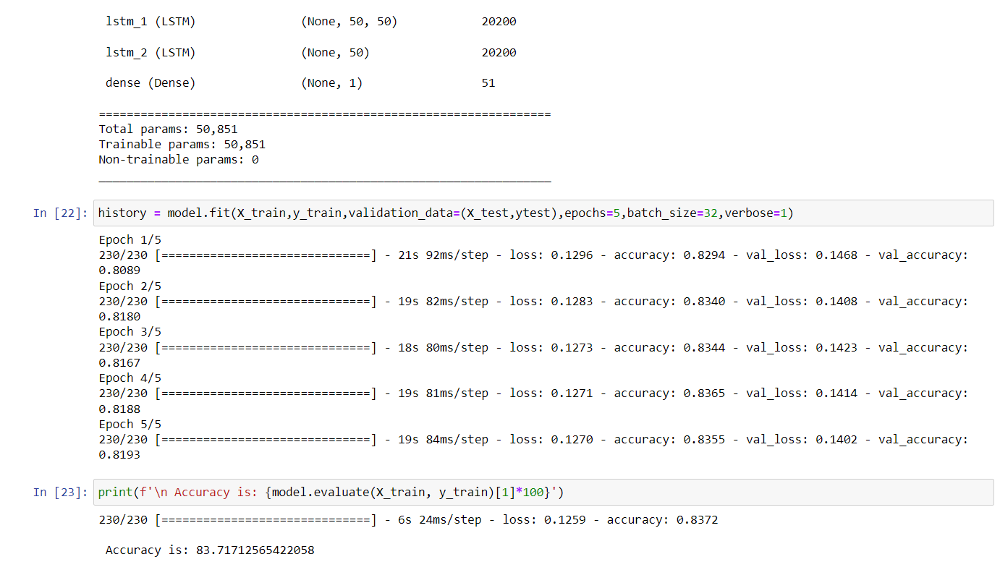 lstm_1 (LSTM) (None, 50, 50) 20200
lstm_2 (LSTM) (None, 50) 20200
dense (Dense) (None, 1) 51
=================================================================
Total params: 50,851
Trainable params: 50,851
Non-trainable params: 0
_________________________________________________________________
In [22]: history = model.fit(X_train,y_train,validation_data=(X_test,ytest),epochs=5,batch_size=32,verbose=1)
Epoch 1/5
230/230 [==============================] - 21s 92ms/step - loss: 0.1296 - accuracy: 0.8294 - val_loss: 0.1468 - val_accuracy:
0.8089
Epoch 2/5
230/230 [==============================] - 19s 82ms/step - loss: 0.1283 - accuracy: 0.8340 - val_loss: 0.1408 - val_accuracy:
0.8180
Epoch 3/5
230/230 [==============================] - 18s 80ms/step - loss: 0.1273 - accuracy: 0.8344 - val_loss: 0.1423 - val_accuracy:
0.8167
Epoch 4/5
230/230 [==============================] - 19s 81ms/step - loss: 0.1271 - accuracy: 0.8365 - val_loss: 0.1414 - val_accuracy:
0.8188
Epoch 5/5
230/230 [==============================] - 19s 84ms/step - loss: 0.1270 - accuracy: 0.8355 - val_loss: 0.1402 - val_accuracy:
0.8193
In [23]: print(f'\n Accuracy is: {model.evaluate(X_train, y_train)[1]*100}')
230/230 [==============================] - 6s 24ms/step - loss: 0.1259 - accuracy: 0.8372
Accuracy is: 83.71712565422058